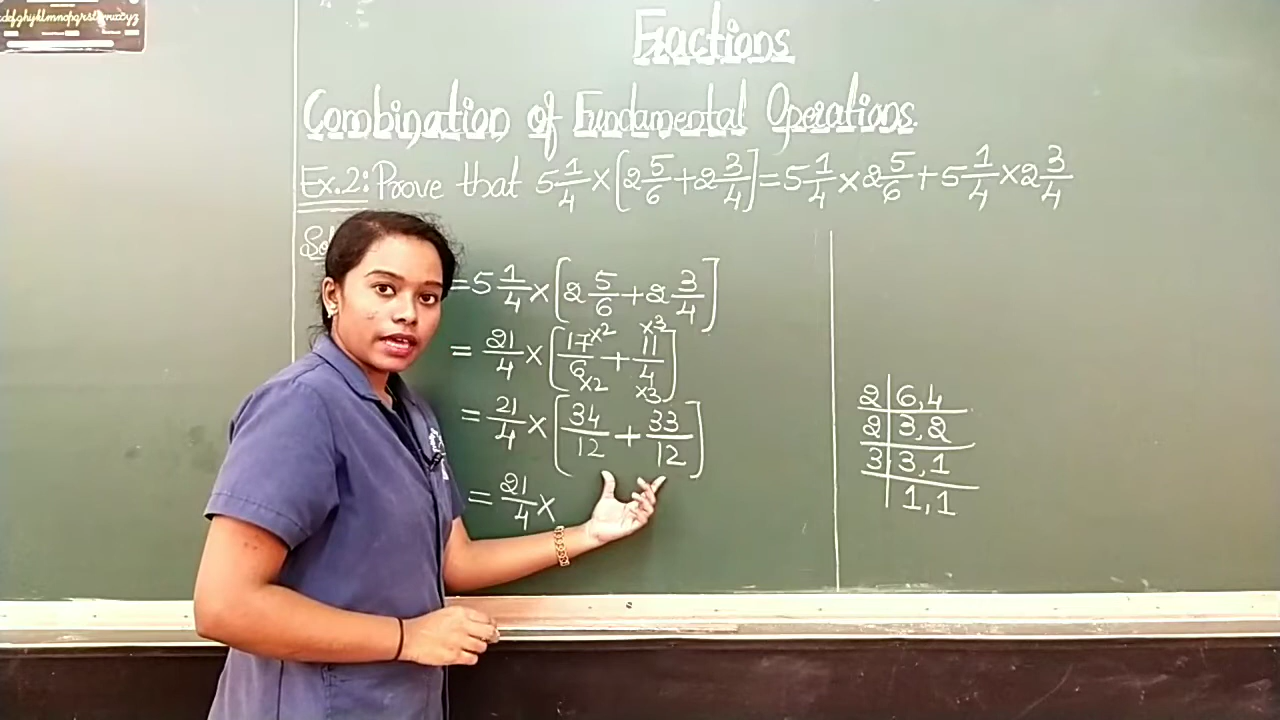 defghijklmnopqrstuvwxyz
Fractions
Combination of Fundamental Operations.
Ex.2: Prove that 5 1/4 × [2 5/6 + 2 3/4] = 5 1/4 × 2 5/6 + 5 1/4 × 2 3/4
Sol
= 5 1/4 × [2 5/6 + 2 3/4]
= 21/4 × [17×2/6×2 + 11×3/4×3]
= 21/4 × [34/12 + 33/12]
= 21/4 ×
2 | 6, 4
2 | 3, 2
3 | 3, 1
| 1, 1